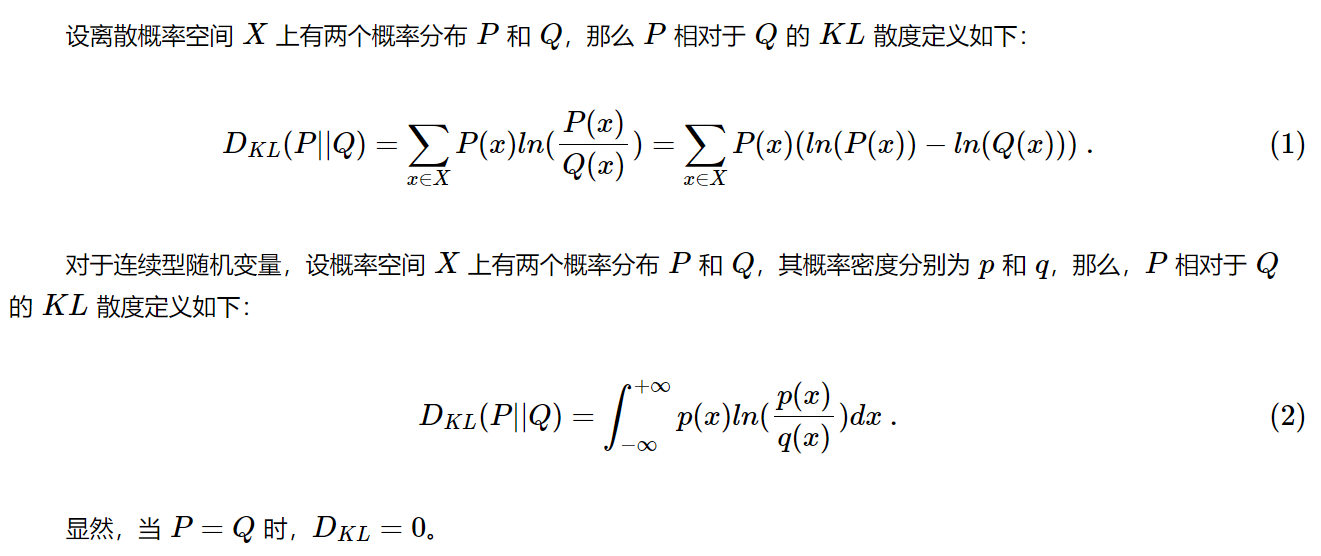 设离散概率空间 X 上有两个概率分布 P 和 Q，那么 P 相对于 Q 的 KL 散度定义如下：
$D_{KL}(P||Q) = \sum_{x \in X} P(x)ln(\frac{P(x)}{Q(x)}) = \sum_{x \in X} P(x)(ln(P(x)) - ln(Q(x))) .$ (1)
对于连续型随机变量，设概率空间 X 上有两个概率分布 P 和 Q，其概率密度分别为 p 和 q，那么，P 相对于 Q
的 KL 散度定义如下：
$D_{KL}(P||Q) = \int_{-\infty}^{+\infty} p(x)ln(\frac{p(x)}{q(x)})dx .$ (2)
显然，当 P = Q 时，$D_{KL} = 0$。